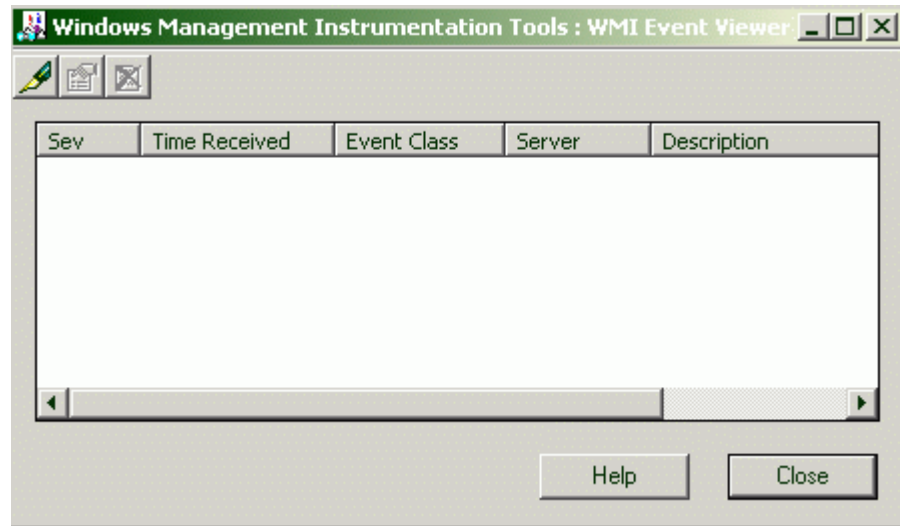 Windows Management Instrumentation Tools : WMI Event Viewer
Sev Time Received Event Class Server Description
Help Close